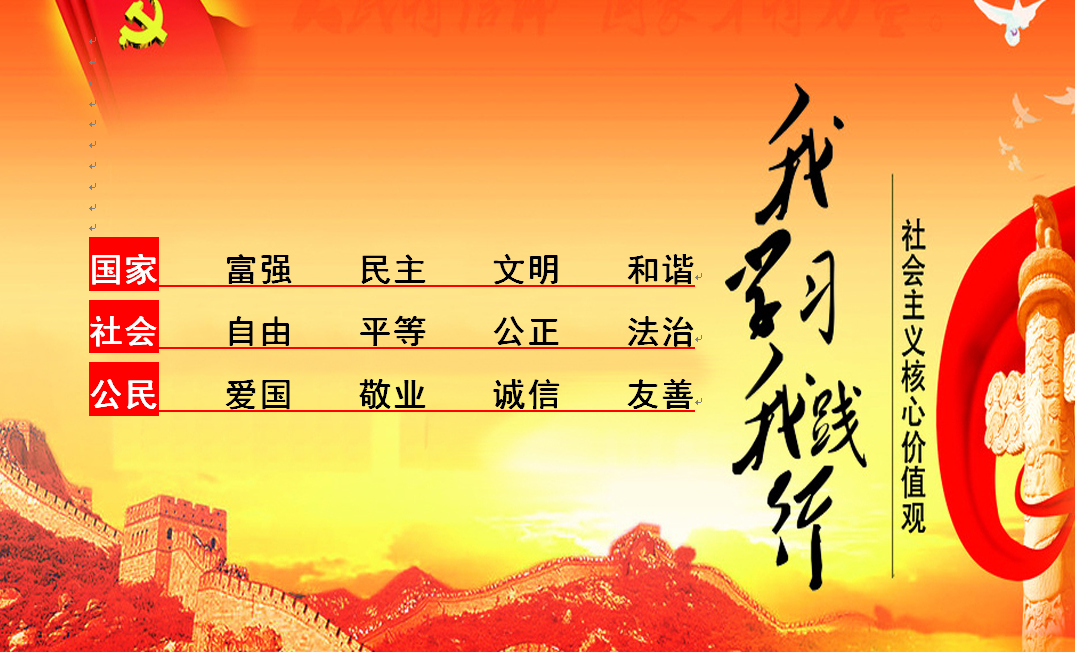 国家 富强 民主 文明 和谐
社会 自由 平等 公正 法治
公民 爱国 敬业 诚信 友善
我学习我践行
社会主义核心价值观